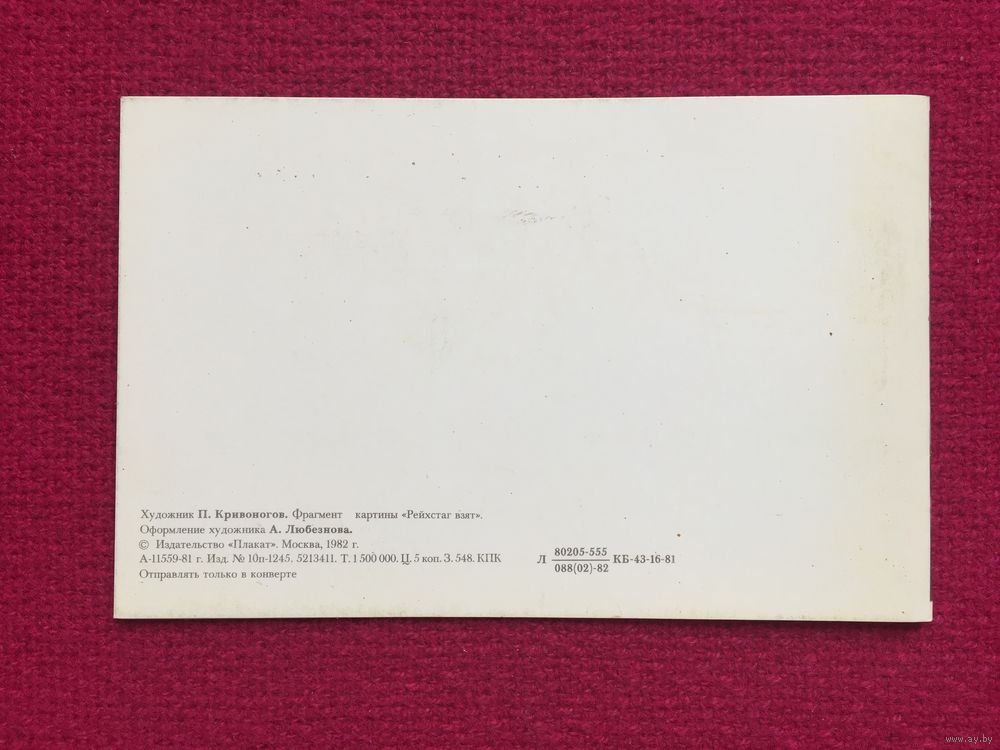 Художник П. Кривоногов. Фрагмент картины «Рейхстаг взят».
Оформление художника А. Любезнова.
© Издательство «Плакат». Москва, 1982 г.
А-11559-81 г. Изд. № 10п-1245. 5213411. Т. 1 500 000. Ц. 5 коп. З. 548. КПК
Отправлять только в конверте
Л 80205-555 КБ-43-16-81
088(02)-82
www.ay.by